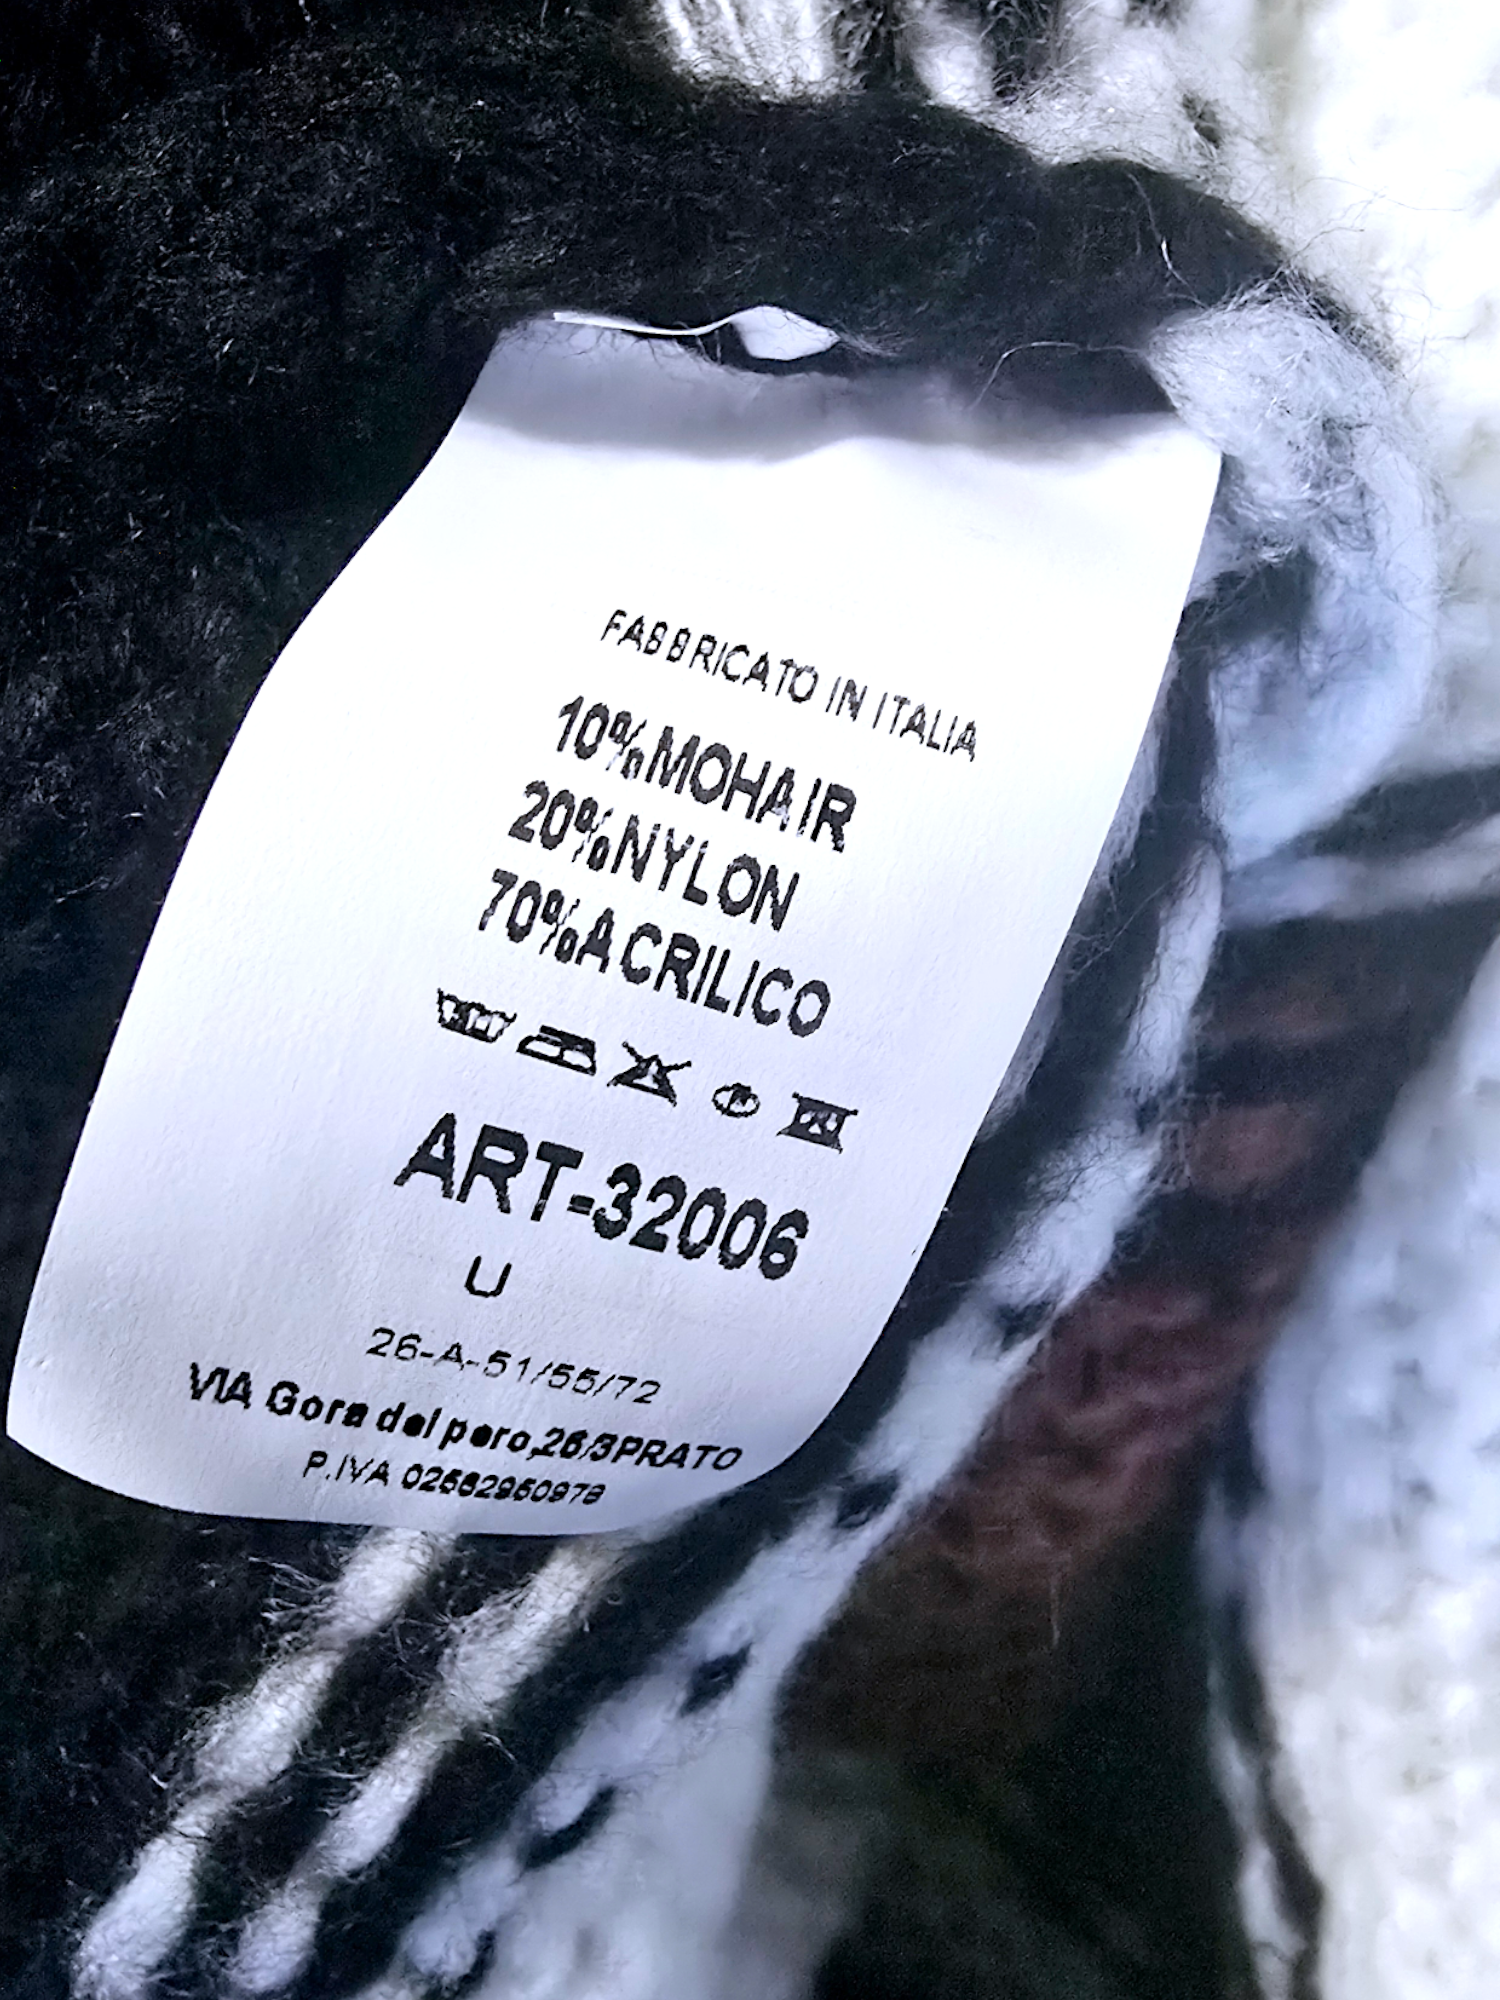 FABBRICATO IN ITALIA
10%MOHAIR
20%NYLON
70%ACRILICO
ART-32006
U
26-A-51/55/72
VIA Gora del pero,26/3PRATO
P.IVA